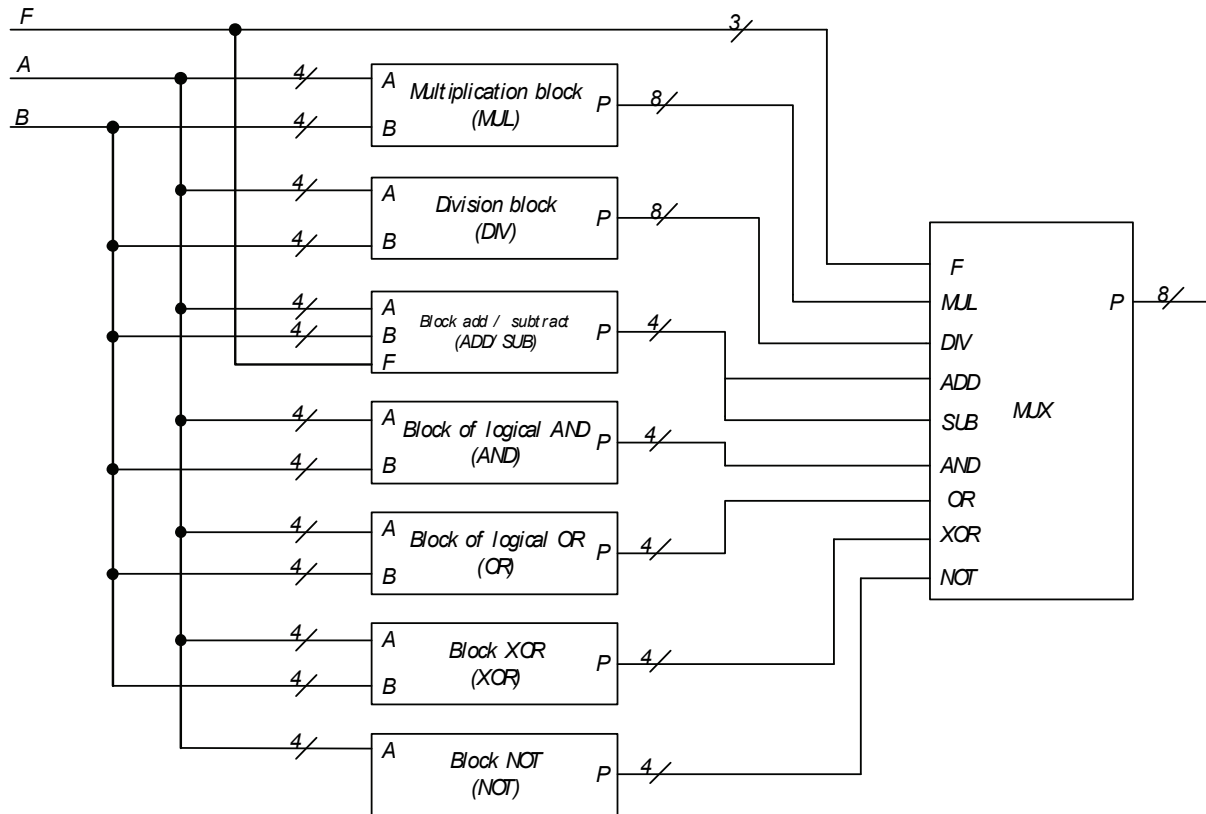 F
3
A
4
A
Multiplication block
(MUL)
P
8
B
4
B
4
A
Division block
(DIV)
P
8
4
B
4
A
Block add / subtract
(ADD/ SUB)
P
4
4
B
F
4
A
Block of logical AND
(AND)
P
4
4
B
4
A
Block of logical OR
(OR)
P
4
4
B
4
A
Block XOR
(XOR)
P
4
4
B
4
A
Block NOT
(NOT)
P
4
F
MUL
DIV
ADD
SUB
AND
OR
XOR
NOT
MUX
P
8